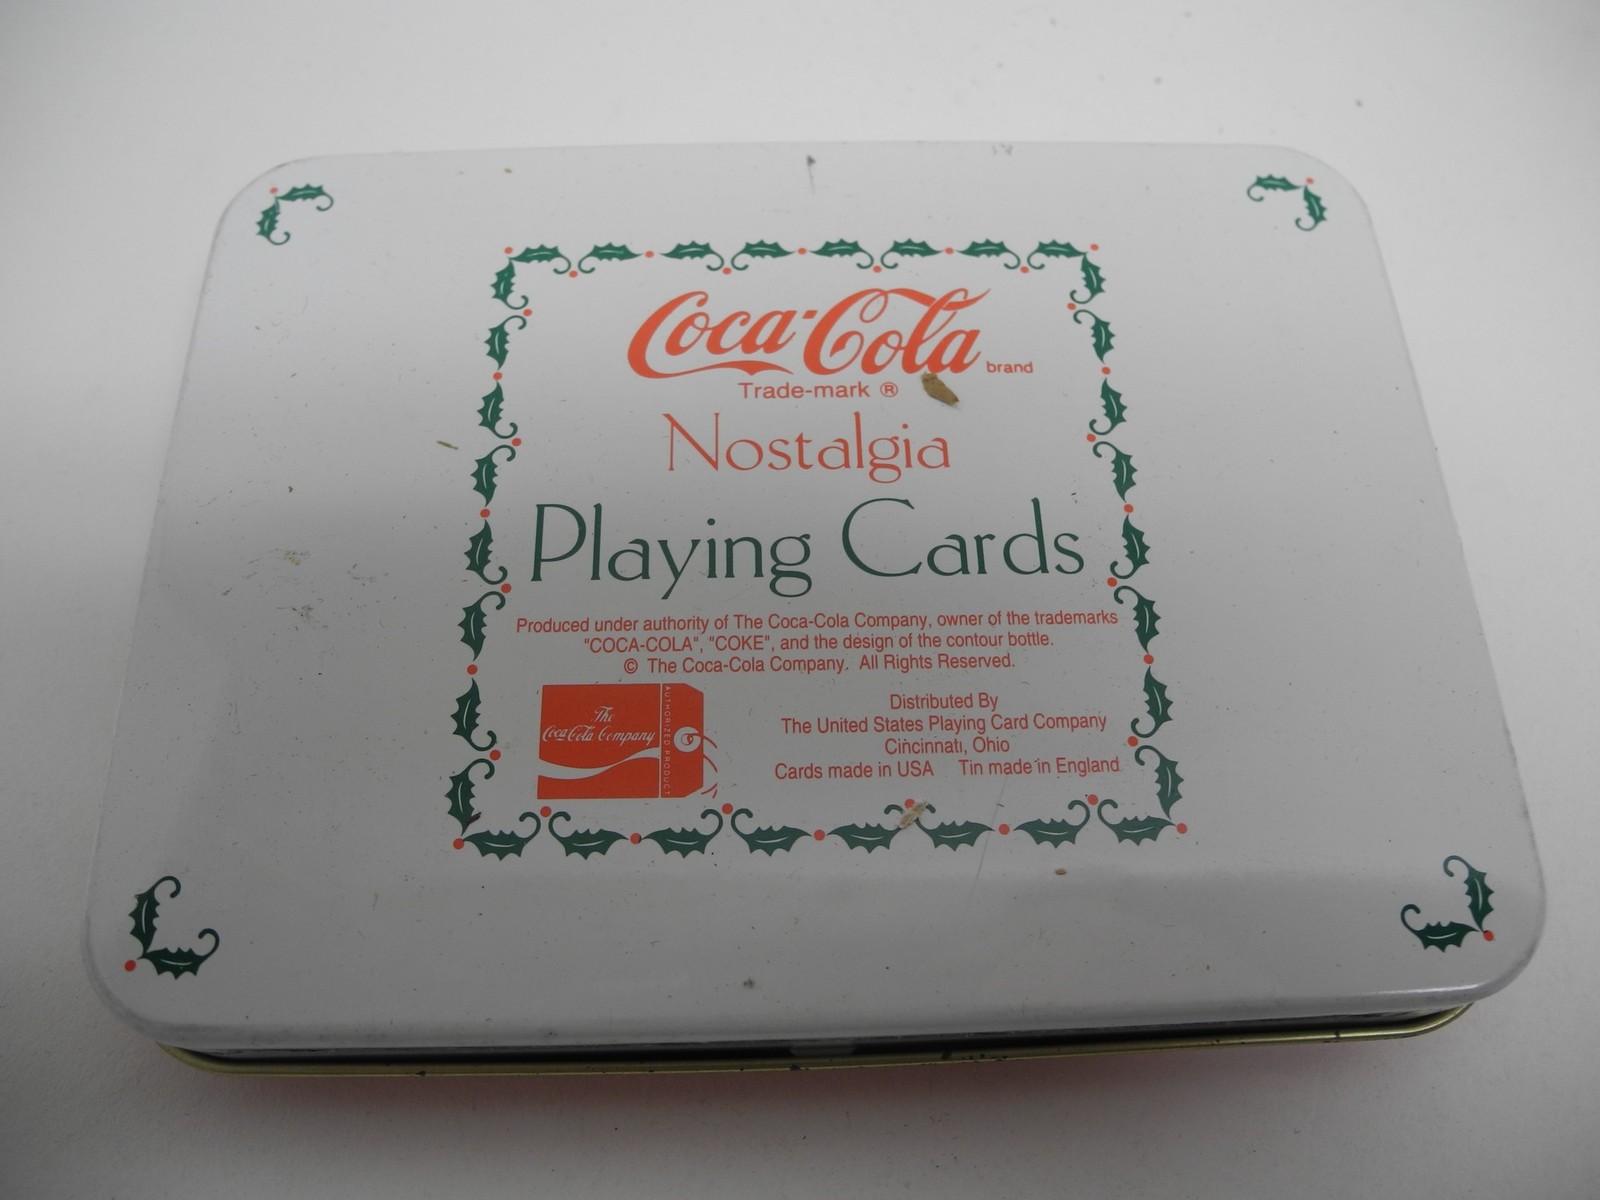 Coca-Cola brand
Trade-mark ®
Nostalgia
Playing Cards
Produced under authority of The Coca-Cola Company, owner of the trademarks
"COCA-COLA", "COKE", and the design of the contour bottle.
© The Coca-Cola Company. All Rights Reserved.
The
Coca-Cola Company
AUTHORIZED PRODUCT
Distributed By
The United States Playing Card Company
Cincinnati, Ohio
Cards made in USA Tin made in England